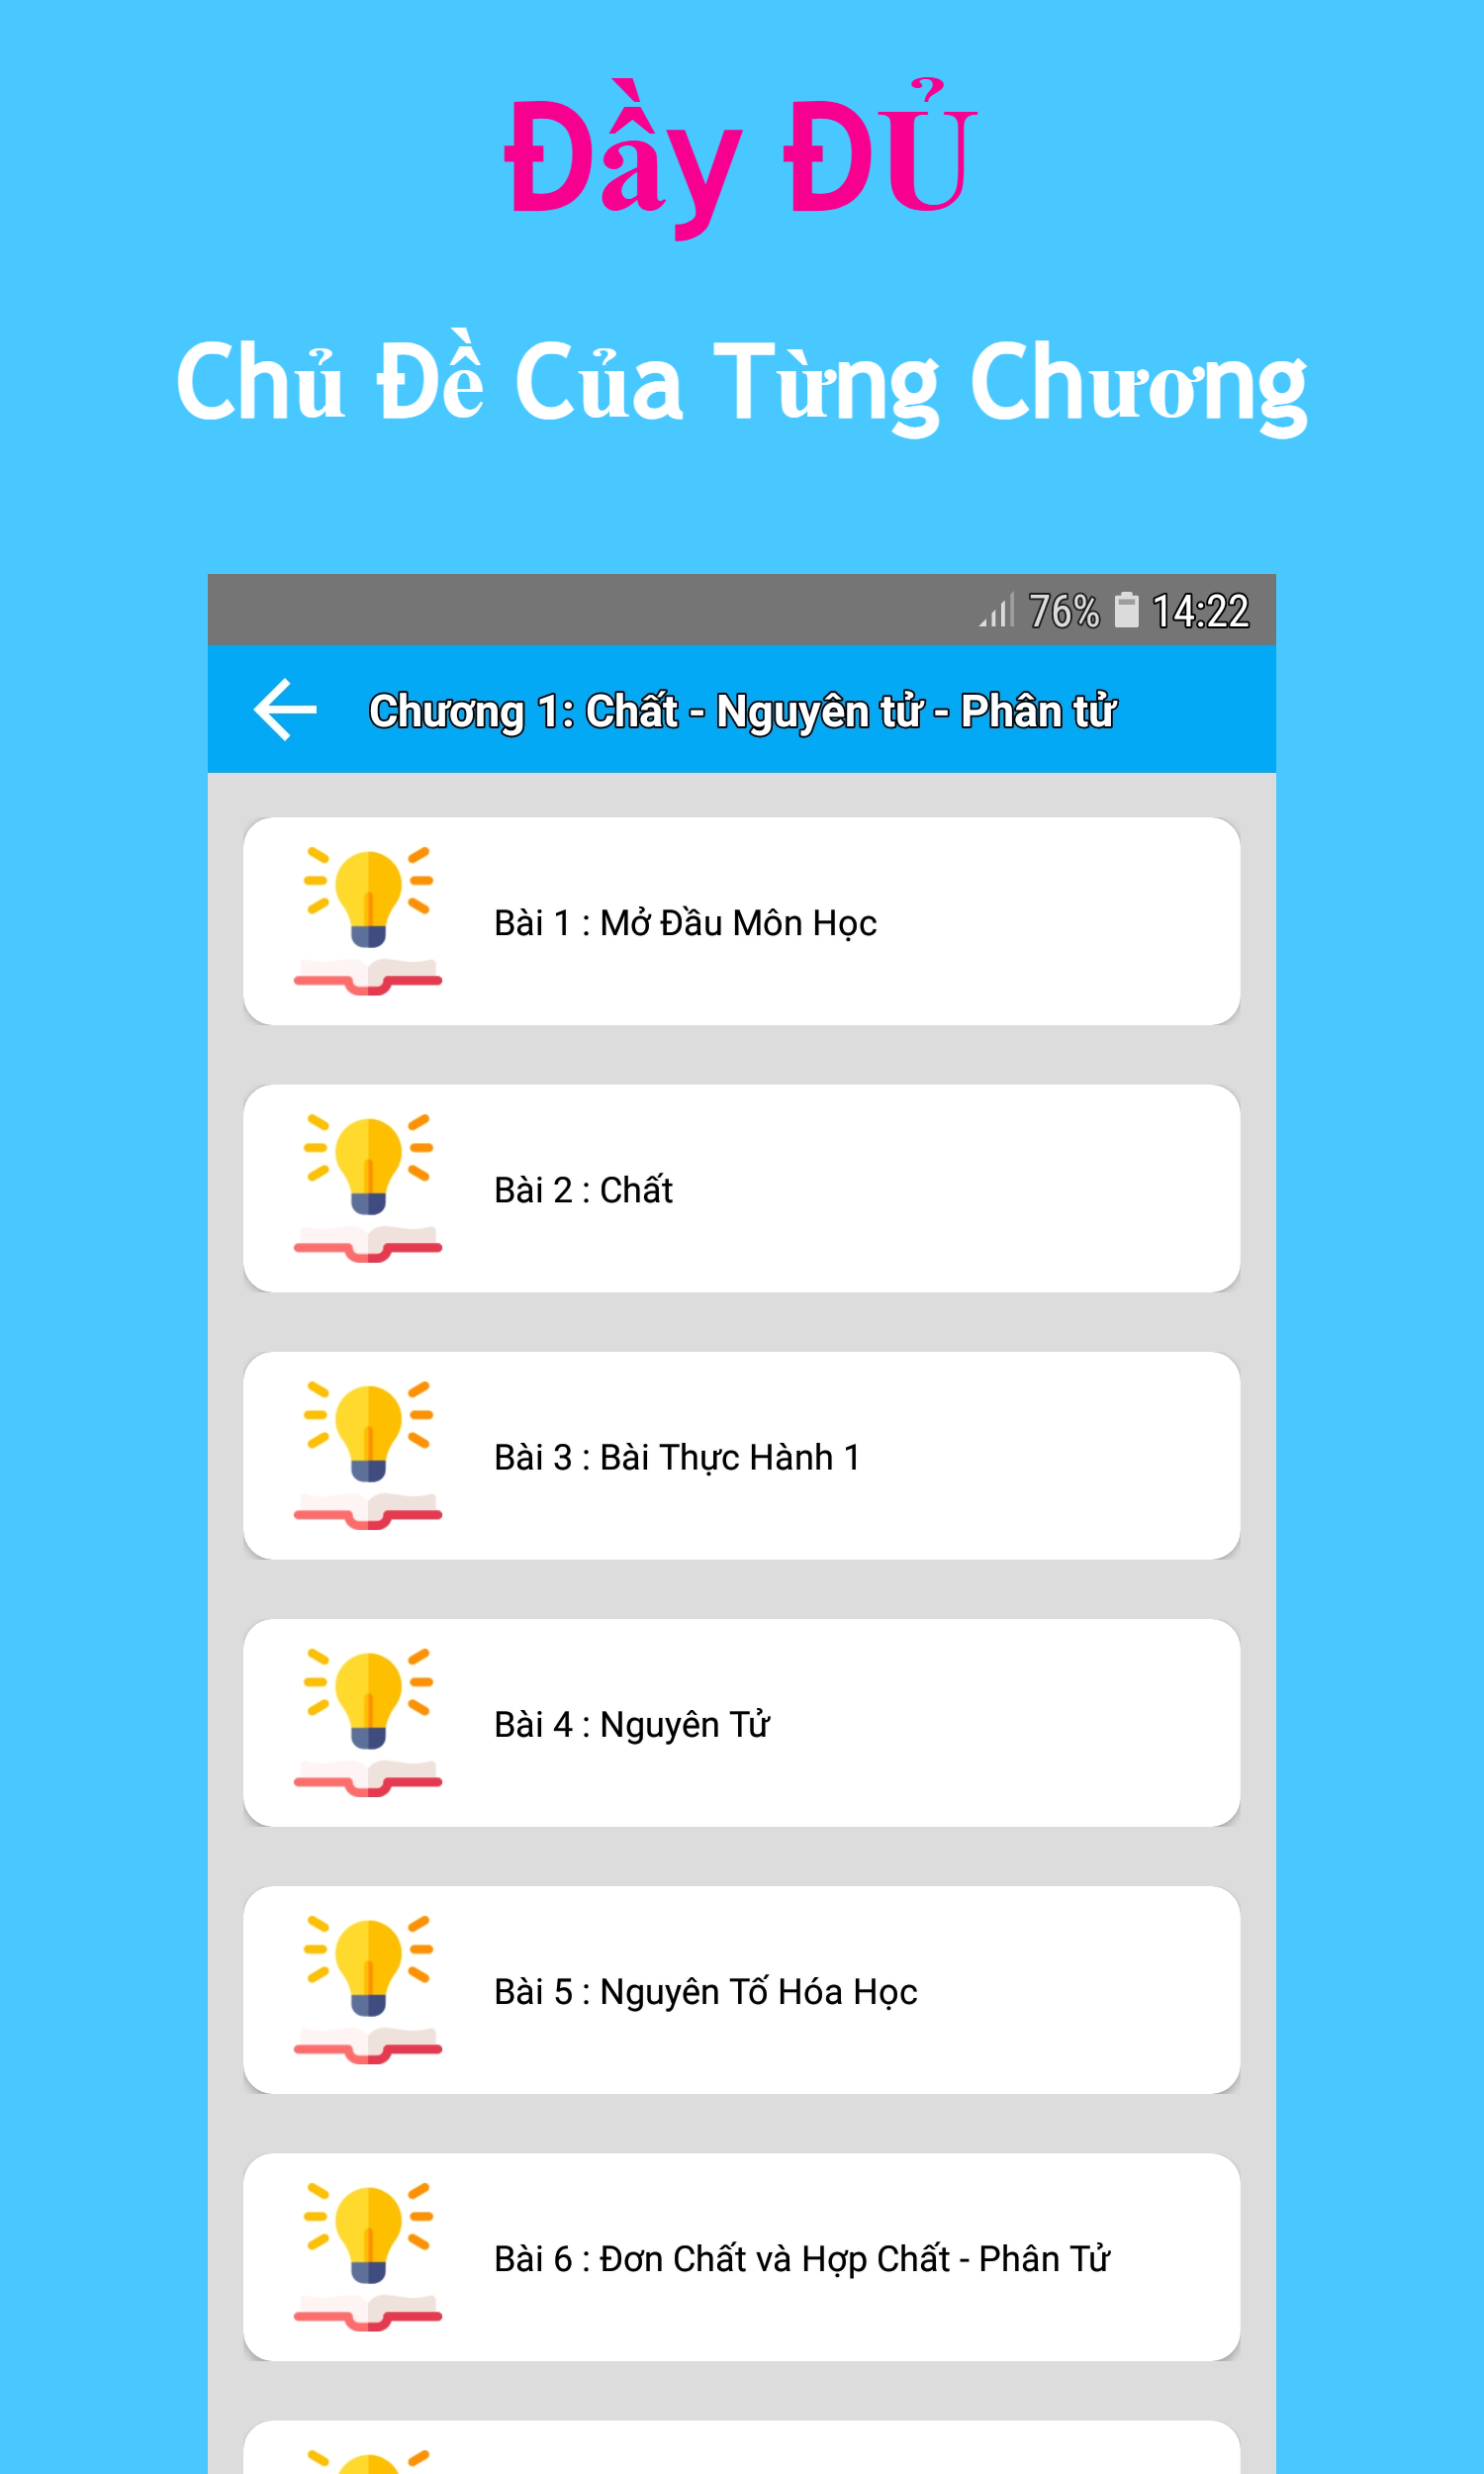 Đầy ĐỦ
Chủ Đề Của Từng Chương
76% 14:22
Chương 1: Chất - Nguyên tử - Phân tử
Bài 1 : Mở Đầu Môn Học
Bài 2 : Chất
Bài 3 : Bài Thực Hành 1
Bài 4 : Nguyên Tử
Bài 5 : Nguyên Tố Hóa Học
Bài 6 : Đơn Chất và Hợp Chất - Phân Tử